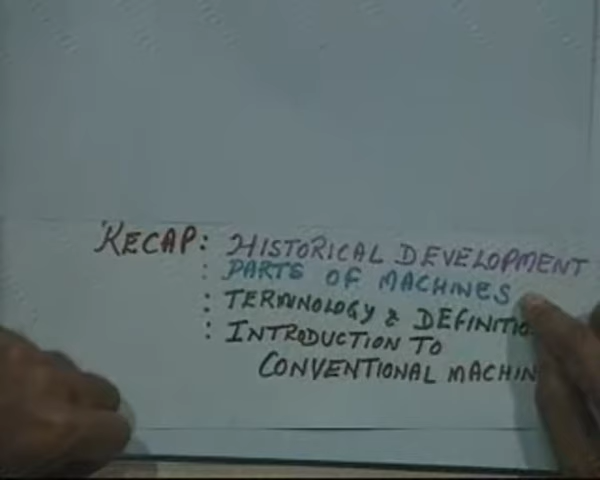 RECAP: HISTORICAL DEVELOPMENT
: PARTS OF MACHINES
: TERMINOLOGY & DEFINITIO
: INTRODUCTION TO
CONVENTIONAL MACHIN